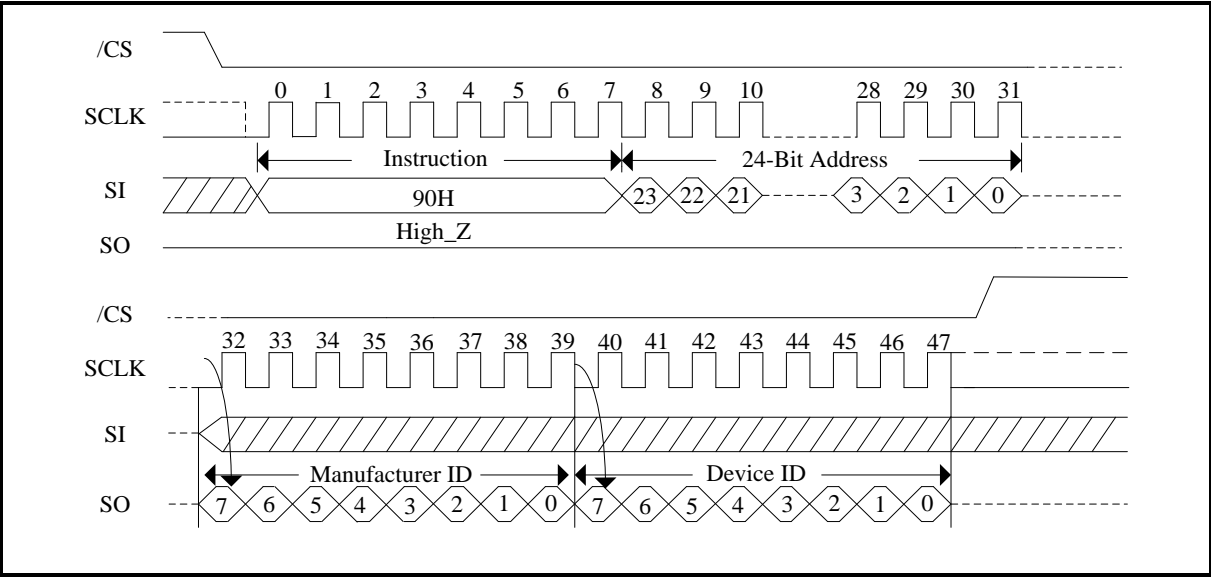 /CS
0 1 2 3 4 5 6 7 8 9 10 28 29 30 31
SCLK
Instruction 24-Bit Address
SI 90H 23 22 21 3 2 1 0
High_Z
SO
/CS
32 33 34 35 36 37 38 39 40 41 42 43 44 45 46 47
SCLK
SI
Manufacturer ID Device ID
SO 7 6 5 4 3 2 1 0 7 6 5 4 3 2 1 0